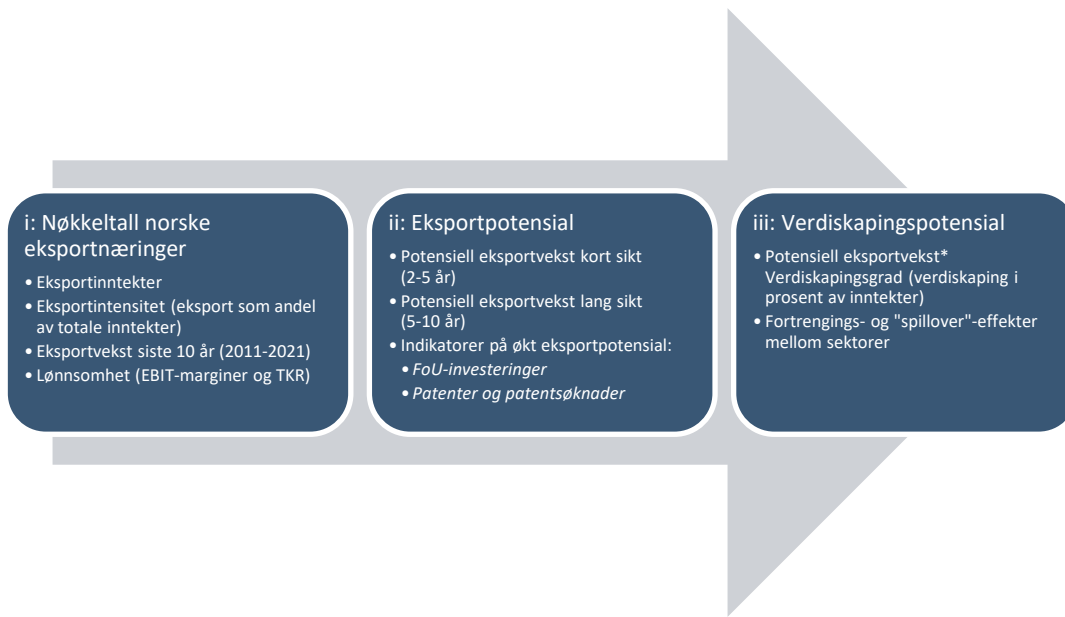 i: Nøkkeltall norske
eksportnæringer
• Eksportinntekter
• Eksportintensitet (eksport som andel
av totale inntekter)
• Eksportvekst siste 10 år (2011-2021)
• Lønnsomhet (EBIT-marginer og TKR)
ii: Eksportpotensial
• Potensiell eksportvekst kort sikt
(2-5 år)
• Potensiell eksportvekst lang sikt
(5-10 år)
• Indikatorer på økt eksportpotensial:
• FoU-investeringer
• Patenter og patentsøknader
iii: Verdiskapingspotensial
• Potensiell eksportvekst*
Verdiskapingsgrad (verdiskaping i
prosent av inntekter)
• Fortrengings- og "spillover"-effekter
mellom sektorer